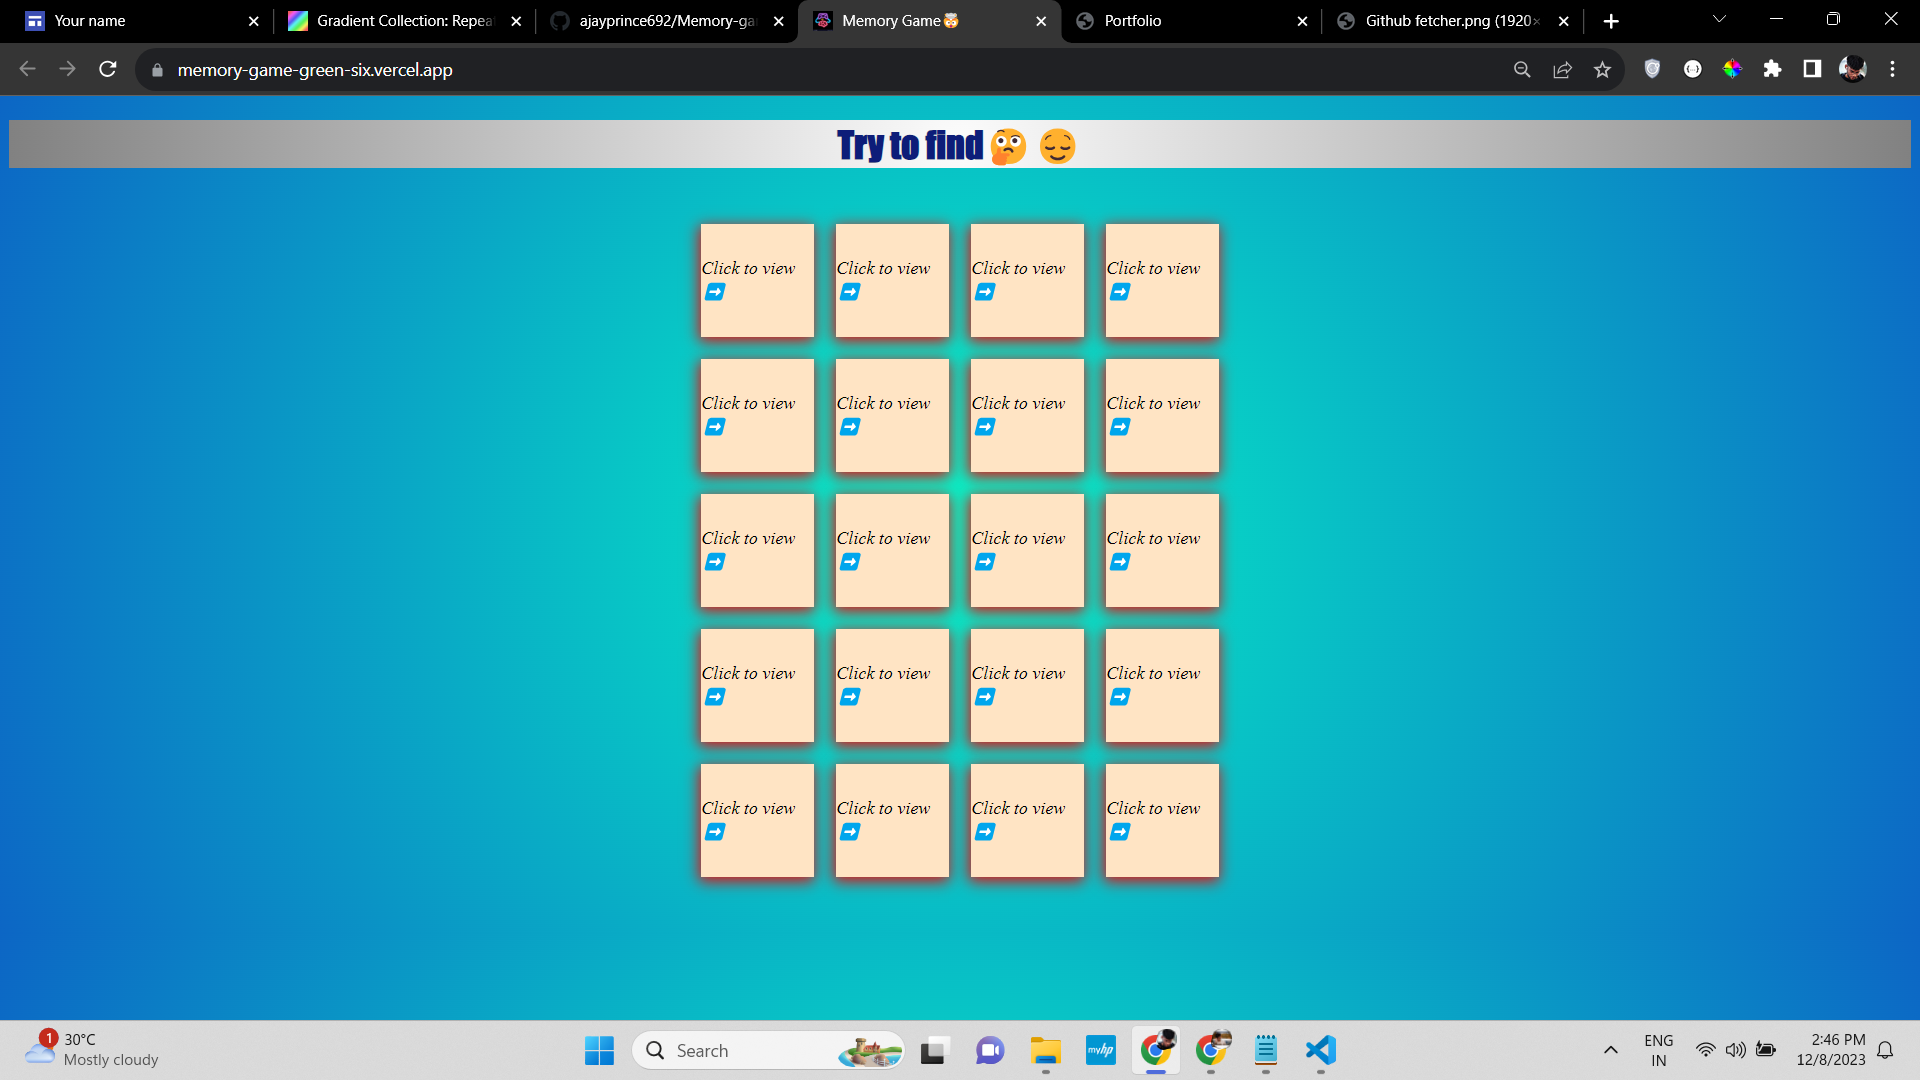 Your name
Gradient Collection: Repea
ajayprince692/Memory-ga
Memory Game🤯
Portfolio
Github fetcher.png (1920×
memory-game-green-six.vercel.app
Try to find🤔 😌
Click to view Click to view Click to view Click to view
➡️ ➡️ ➡️ ➡️
Click to view Click to view Click to view Click to view
➡️ ➡️ ➡️ ➡️
Click to view Click to view Click to view Click to view
➡️ ➡️ ➡️ ➡️
Click to view Click to view Click to view Click to view
➡️ ➡️ ➡️ ➡️
Click to view Click to view Click to view Click to view
➡️ ➡️ ➡️ ➡️
1
30°C
Mostly cloudy
Search
myhp
ENG
IN
2:46 PM
12/8/2023